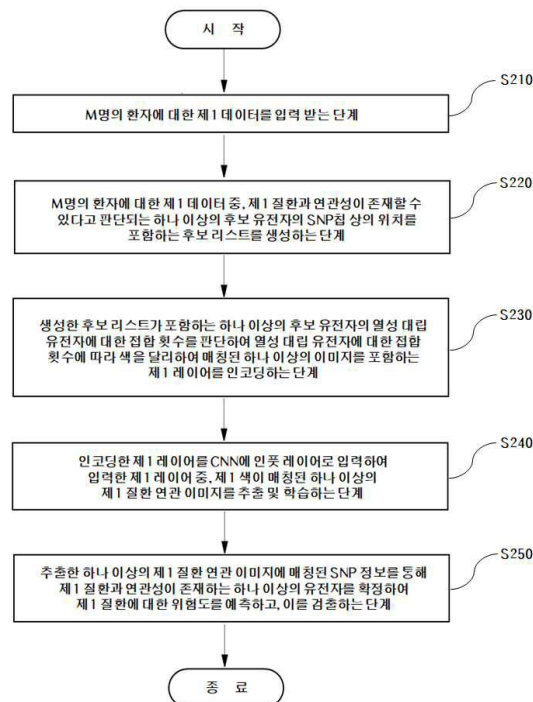 시 작
S210
M명의 환자에 대한 제1 데이터를 입력 받는 단계
S220
M명의 환자에 대한 제1 데이터 중, 제1 질환과 연관성이 존재할 수
있다고 판단되는 하나 이상의 후보 유전자의 SNP칩 상의 위치를
포함하는 후보 리스트를 생성하는 단계
S230
생성한 후보 리스트가 포함하는 하나 이상의 후보 유전자의 열성 대립
유전자에 대한 접합 횟수를 판단하여 열성 대립 유전자에 대한 접합
횟수에 따라 색을 달리하여 매칭된 하나 이상의 이미지를 포함하는
제1 레이어를 인코딩하는 단계
S240
인코딩한 제1 레이어를 CNN에 인풋 레이어로 입력하여
입력한 제1 레이어 중, 제1 색이 매칭된 하나 이상의
제1 질환 연관 이미지를 추출 및 학습하는 단계
S250
추출한 하나 이상의 제1 질환 연관 이미지에 매칭된 SNP 정보를 통해
제1 질환과 연관성이 존재하는 하나 이상의 유전자를 확정하여
제1 질환에 대한 위험도를 예측하고, 이를 검출하는 단계
종 료